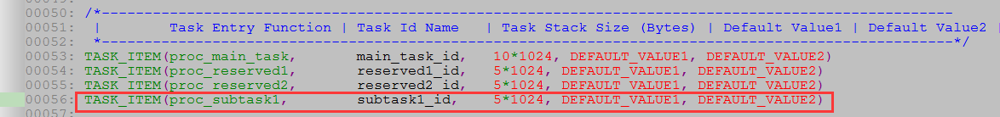 00050: /*----------------------------------------------------------------------------------------------------
00051: |        Task Entry Function | Task Id Name   | Task Stack Size (Bytes) | Default Value1 | Default Value2 |
00052:  *----------------------------------------------------------------------------------------------------*/
00053: TASK_ITEM(proc_main_task,       main_task_id,   10*1024, DEFAULT_VALUE1, DEFAULT_VALUE2)
00054: TASK_ITEM(proc_reserved1,       reserved1_id,   5*1024, DEFAULT_VALUE1, DEFAULT_VALUE2)
00055: TASK_ITEM(proc_reserved2,       reserved2_id,   5*1024, DEFAULT_VALUE1, DEFAULT_VALUE2)
00056: TASK_ITEM(proc_subtask1,        subtask1_id,    5*1024, DEFAULT_VALUE1, DEFAULT_VALUE2)
00057: